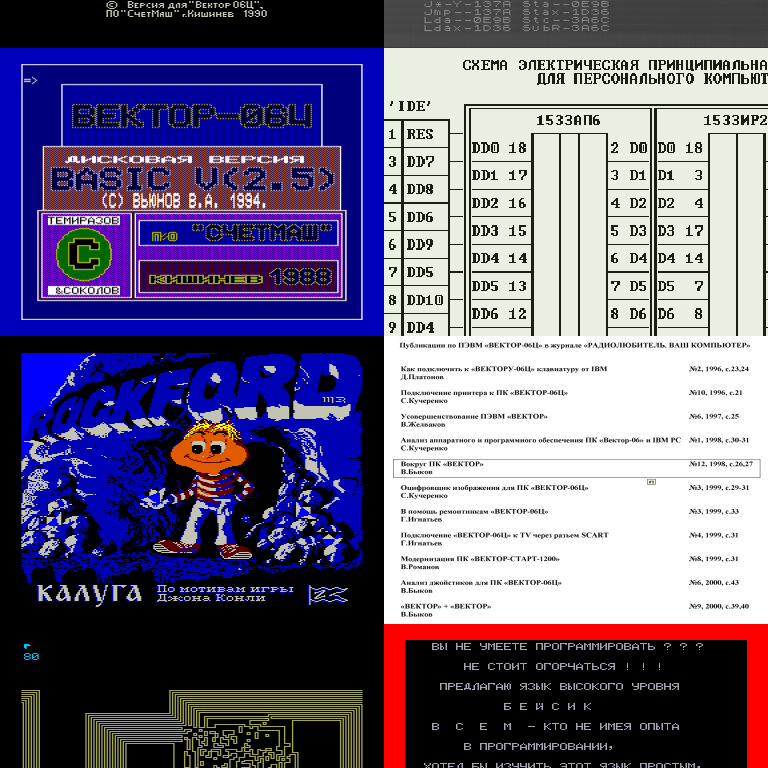 © Версия для "Вектор 06Ц"
ПО "СчетМаш", г.Кишинев 1990
=>
ВЕКТОР-06Ц
ДИСКОВАЯ ВЕРСИЯ
BASIC V(2.5)
(C) ВЬЮНОВ В.А. 1994.
ТЕМИРАЗОВ
C
&СОКОЛОВ
П/О "СЧЕТМАШ"
КИШИНЕВ 1988
ROCKFORD
КАЛУГА
По мотивам игры
Джона Конли
80
J*-Y-137A Sta--0E9B
Jmp--137A Stax-1D36
Lda--0E9B Stc--3A6C
Ldax-1D36 SubR-3A6C
СХЕМА ЭЛЕКТРИЧЕСКАЯ ПРИНЦИПИАЛЬНА
ДЛЯ ПЕРСОНАЛЬНОГО КОМПЬЮТ
'IDE'
1533АП6 1533ИР2
1 RES
DD0 18 2 D0 D0 18
3 DD7
DD1 17 3 D1 D1 3
4 DD8
DD2 16 4 D2 D2 4
5 DD6
DD3 15 5 D3 D3 17
6 DD9
DD4 14 6 D4 D4 14
7 DD5
DD5 13 7 D5 D5 7
8 DD10
DD6 12 8 D6 D6 8
9 DD4
Публикации по ПЭВМ «ВЕКТОР-06Ц» в журнале «РАДИОЛЮБИТЕЛЬ. ВАШ КОМПЬЮТЕР»
Как подключить к «ВЕКТОРУ-06Ц» клавиатуру от IBM №2, 1996, с.23,24
Д.Платонов
Подключение принтера к ПК «ВЕКТОР-06Ц» №10, 1996, с.21
С.Кучеренко
Усовершенствование ПЭВМ «ВЕКТОР» №6, 1997, с.25
В.Желваков
Анализ аппаратного и программного обеспечения ПК «Вектор-06» и IBM PC №1, 1998, с.30-31
С.Кучеренко
Вокруг ПК «ВЕКТОР» №12, 1998, с.26,27
В.Быков
Оцифровщик изображения для ПК «ВЕКТОР-06Ц» №3, 1999, с.29-31
С.Кучеренко
В помощь ремонтникам «ВЕКТОР-06Ц» №3, 1999, с.33
Г.Игнатьев
Подключение «ВЕКТОР-06Ц» к TV через разъем SCART №4, 1999, с.31
Г.Игнатьев
Модернизация ПК «ВЕКТОР-СТАРТ-1200» №8, 1999, с.31
В.Романов
Анализ джойстиков для ПК «ВЕКТОР-06Ц» №6, 2000, с.43
В.Быков
«ВЕКТОР» + «ВЕКТОР» №9, 2000, с.39,40
В.Быков
ВЫ НЕ УМЕЕТЕ ПРОГРАММИРОВАТЬ ? ? ?
НЕ СТОИТ ОГОРЧАТЬСЯ ! ! !
ПРЕДЛАГАЮ ЯЗЫК ВЫСОКОГО УРОВНЯ
Б Е Й С И К
В С Е М - КТО НЕ ИМЕЯ ОПЫТА
В ПРОГРАММИРОВАНИИ,
ХОТЕЛ БЫ ИЗУЧИТЬ ЭТОТ ЯЗЫК ПРОСТЫМ,